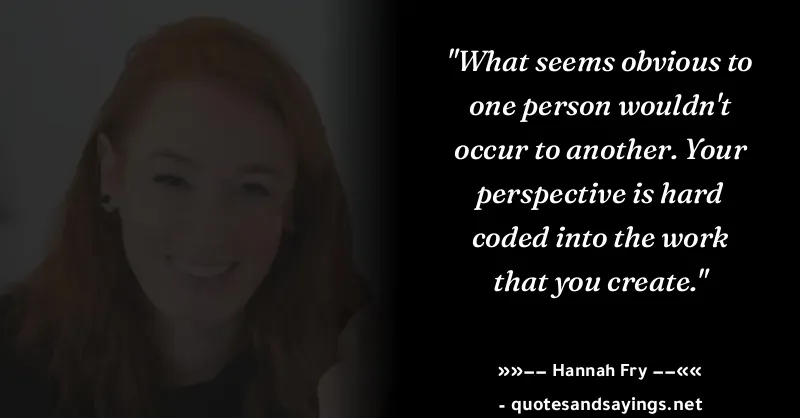 "What seems obvious to
one person wouldn't
occur to another. Your
perspective is hard
coded into the work
that you create."
»»−− Hannah Fry −−««
- quotesandsayings.net